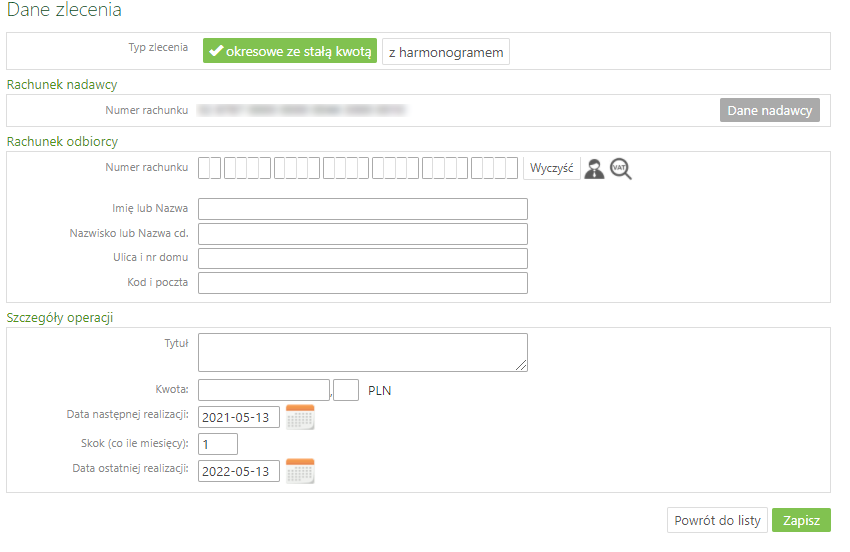 Dane zlecenia
Typ zlecenia okresowe ze stałą kwotą z harmonogramem
Rachunek nadawcy
Numer rachunku Dane nadawcy
Rachunek odbiorcy
Numer rachunku Wyczyść VAT
Imię lub Nazwa
Nazwisko lub Nazwa cd.
Ulica i nr domu
Kod i poczta
Szczegóły operacji
Tytuł
Kwota: , PLN
Data następnej realizacji: 2021-05-13
Skok (co ile miesięcy): 1
Data ostatniej realizacji: 2022-05-13
Powrót do listy Zapisz